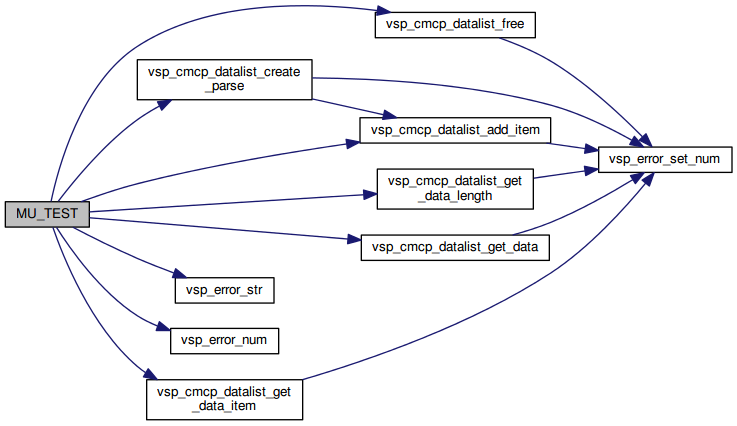 vsp_cmcp_datalist_free
vsp_cmcp_datalist_create
_parse
vsp_cmcp_datalist_add_item
vsp_error_set_num
vsp_cmcp_datalist_get
_data_length
MU_TEST
vsp_cmcp_datalist_get_data
vsp_error_str
vsp_error_num
vsp_cmcp_datalist_get
_data_item